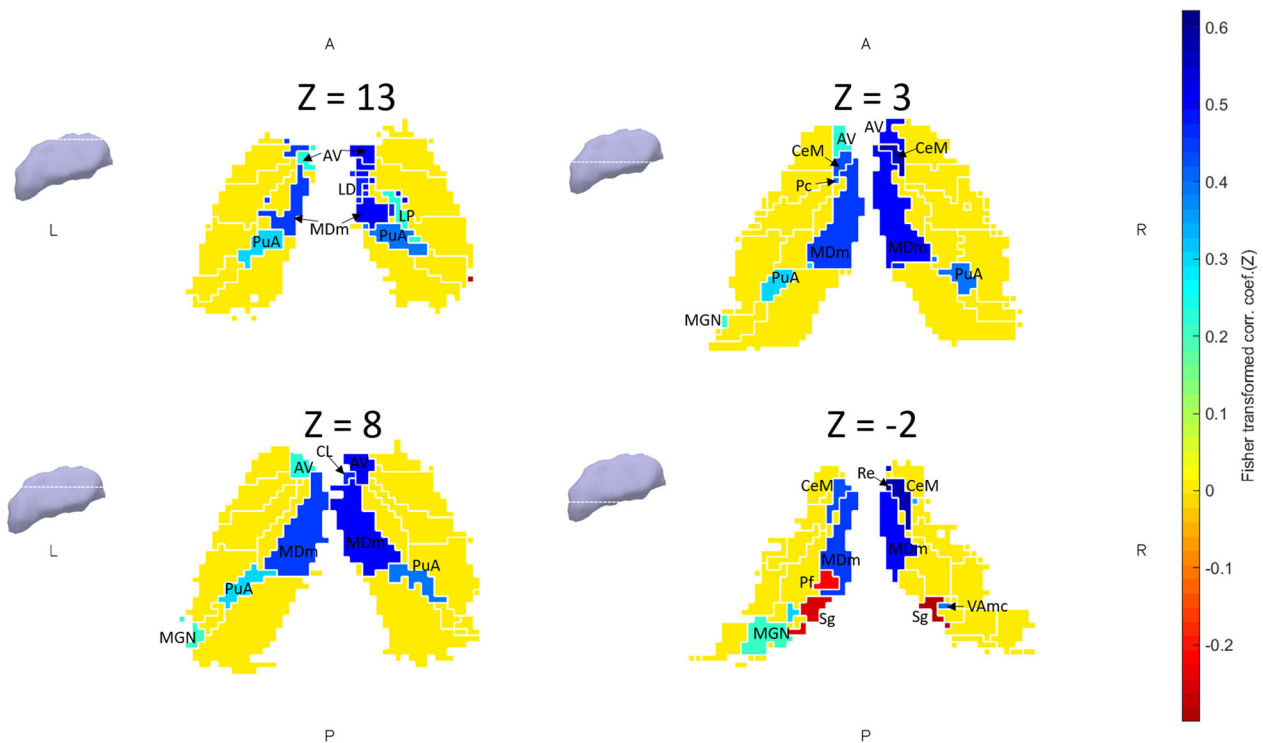 A
A
Z = 13
Z = 3
AV
LD
MDm
LP
PuA
PuA
L
AV
AV
CeM
CeM
Pc
MDm
MDm
PuA
PuA
MGN
R
Z = 8
Z = -2
CL
AV
AV
MDm
MDm
PuA
PuA
MGN
L
Re
CeM
CeM
MDm
MDm
Pf
Sg
Sg
VAmc
MGN
R
P
P
0.6
0.5
0.4
0.3
0.2
0.1
0
-0.1
-0.2
Fisher transformed corr. coef.(Z)